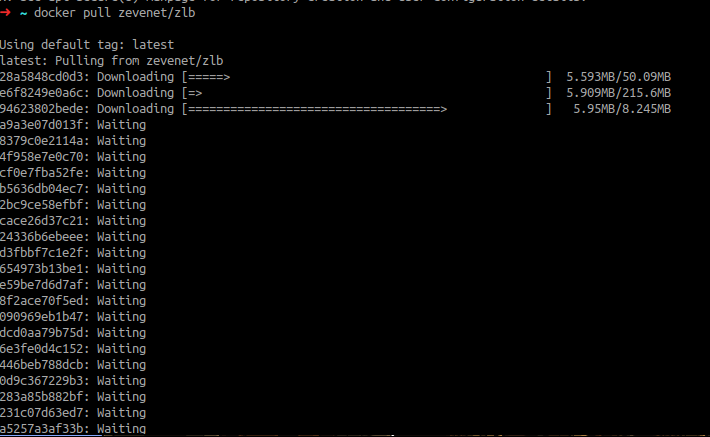 ➜ ~ docker pull zevenet/zlb
Using default tag: latest
latest: Pulling from zevenet/zlb
28a5848cd0d3: Downloading [=====> ] 5.593MB/50.09MB
e6f8249e0a6c: Downloading [=> ] 5.909MB/215.6MB
94623802bede: Downloading [====================================> ] 5.95MB/8.245MB
a9a3e07d013f: Waiting
8379c0e2114a: Waiting
4f958e7e0c70: Waiting
cf0e7fba52fe: Waiting
b5636db04ec7: Waiting
2bc9ce58efbf: Waiting
cace26d37c21: Waiting
24336b6ebeee: Waiting
d3fbbf7c1e2f: Waiting
654973b13be1: Waiting
e59be7d6d7af: Waiting
8f2ace70f5ed: Waiting
090969eb1b47: Waiting
dcd0aa79b75d: Waiting
6e3fe0d4c152: Waiting
446beb788dcb: Waiting
0d9c367229b3: Waiting
283a85b882bf: Waiting
231c07d63ed7: Waiting
a5257a3af33b: Waiting